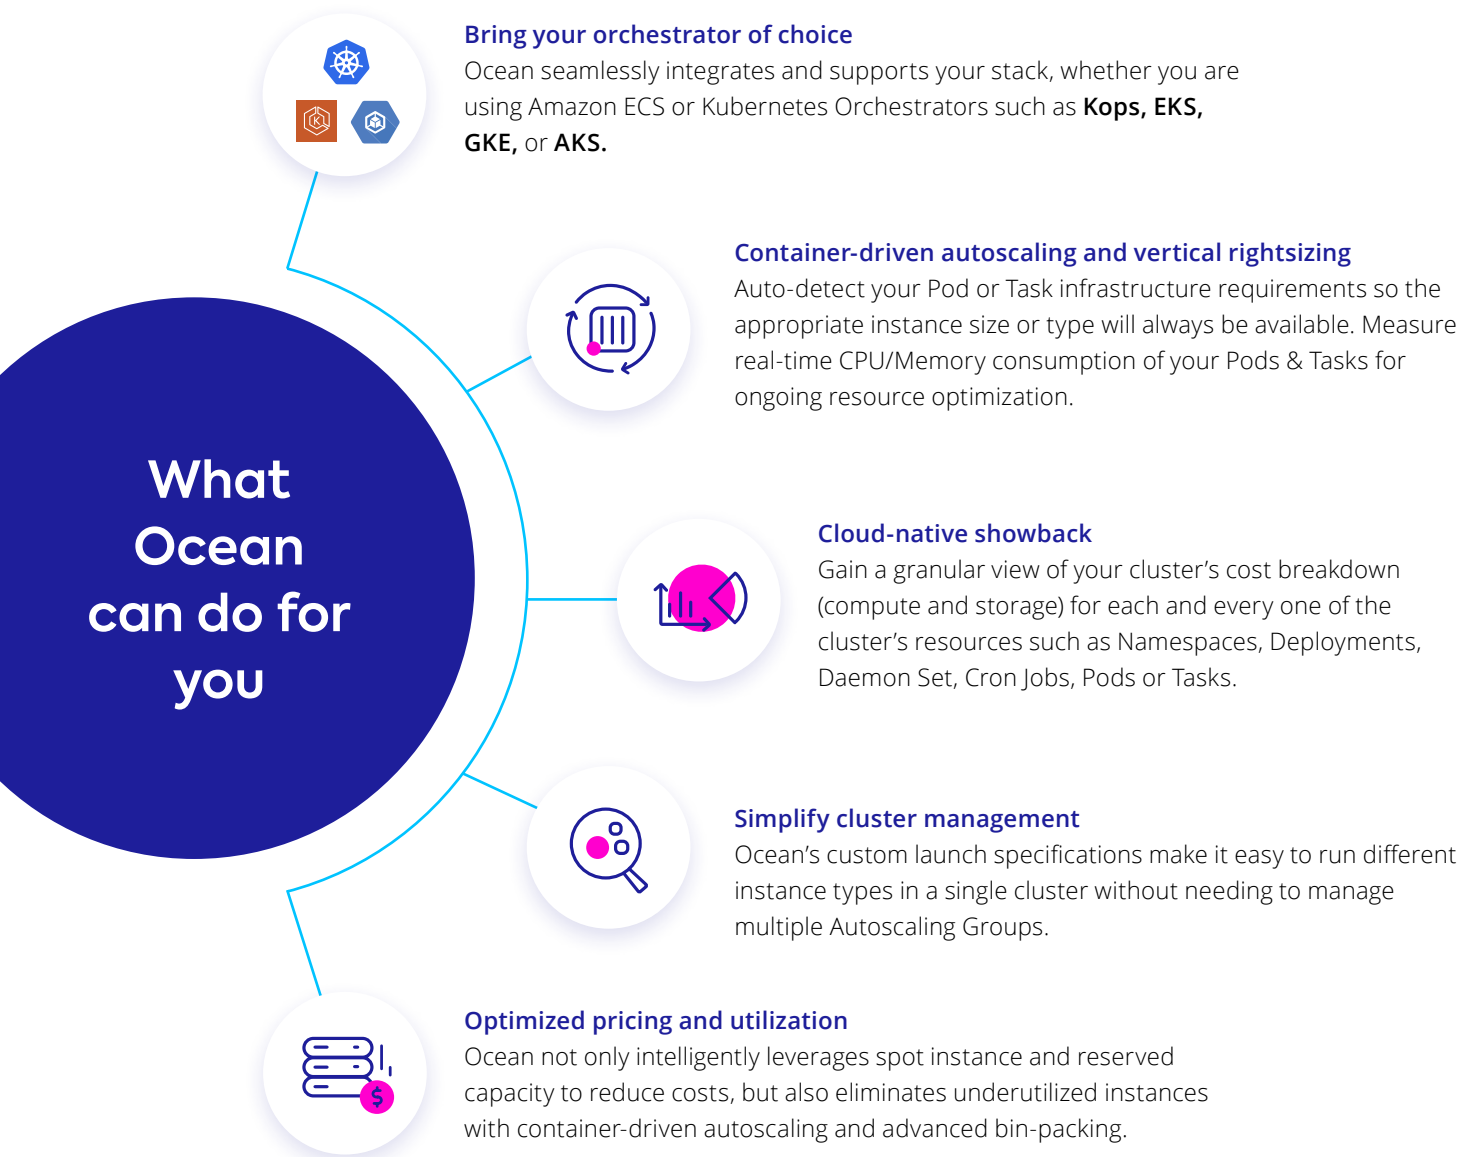 Bring your orchestrator of choice
Ocean seamlessly integrates and supports your stack, whether you are
using Amazon ECS or Kubernetes Orchestrators such as Kops, EKS,
GKE, or AKS.
Container-driven autoscaling and vertical rightsizing
Auto-detect your Pod or Task infrastructure requirements so the
appropriate instance size or type will always be available. Measure
real-time CPU/Memory consumption of your Pods & Tasks for
ongoing resource optimization.
What
Ocean
can do for
you
Cloud-native showback
Gain a granular view of your cluster’s cost breakdown
(compute and storage) for each and every one of the
cluster’s resources such as Namespaces, Deployments,
Daemon Set, Cron Jobs, Pods or Tasks.
Simplify cluster management
Ocean’s custom launch specifications make it easy to run different
instance types in a single cluster without needing to manage
multiple Autoscaling Groups.
Optimized pricing and utilization
Ocean not only intelligently leverages spot instance and reserved
capacity to reduce costs, but also eliminates underutilized instances
with container-driven autoscaling and advanced bin-packing.
K
$